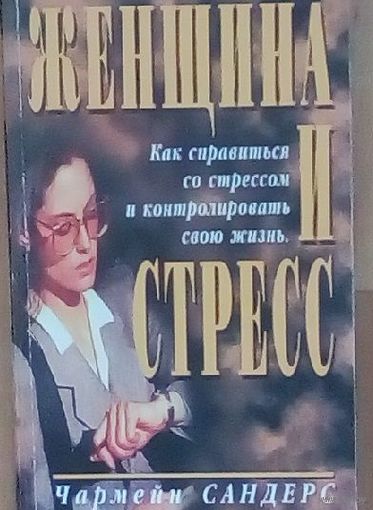 ЖЕНЩИНА
Как справиться
со стрессом
и контролировать
свою жизнь.
И
СТРЕСС
Чармейн САНДЕРС